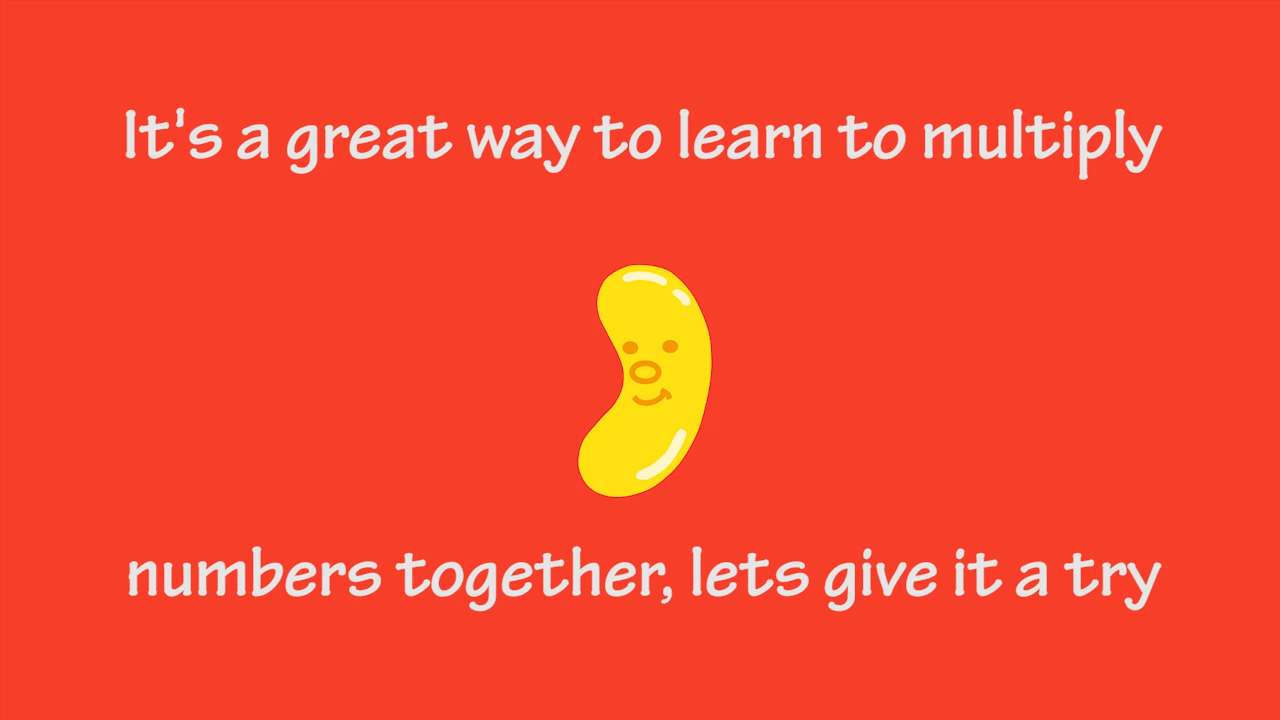 It's a great way to learn to multiply
numbers together, lets give it a try